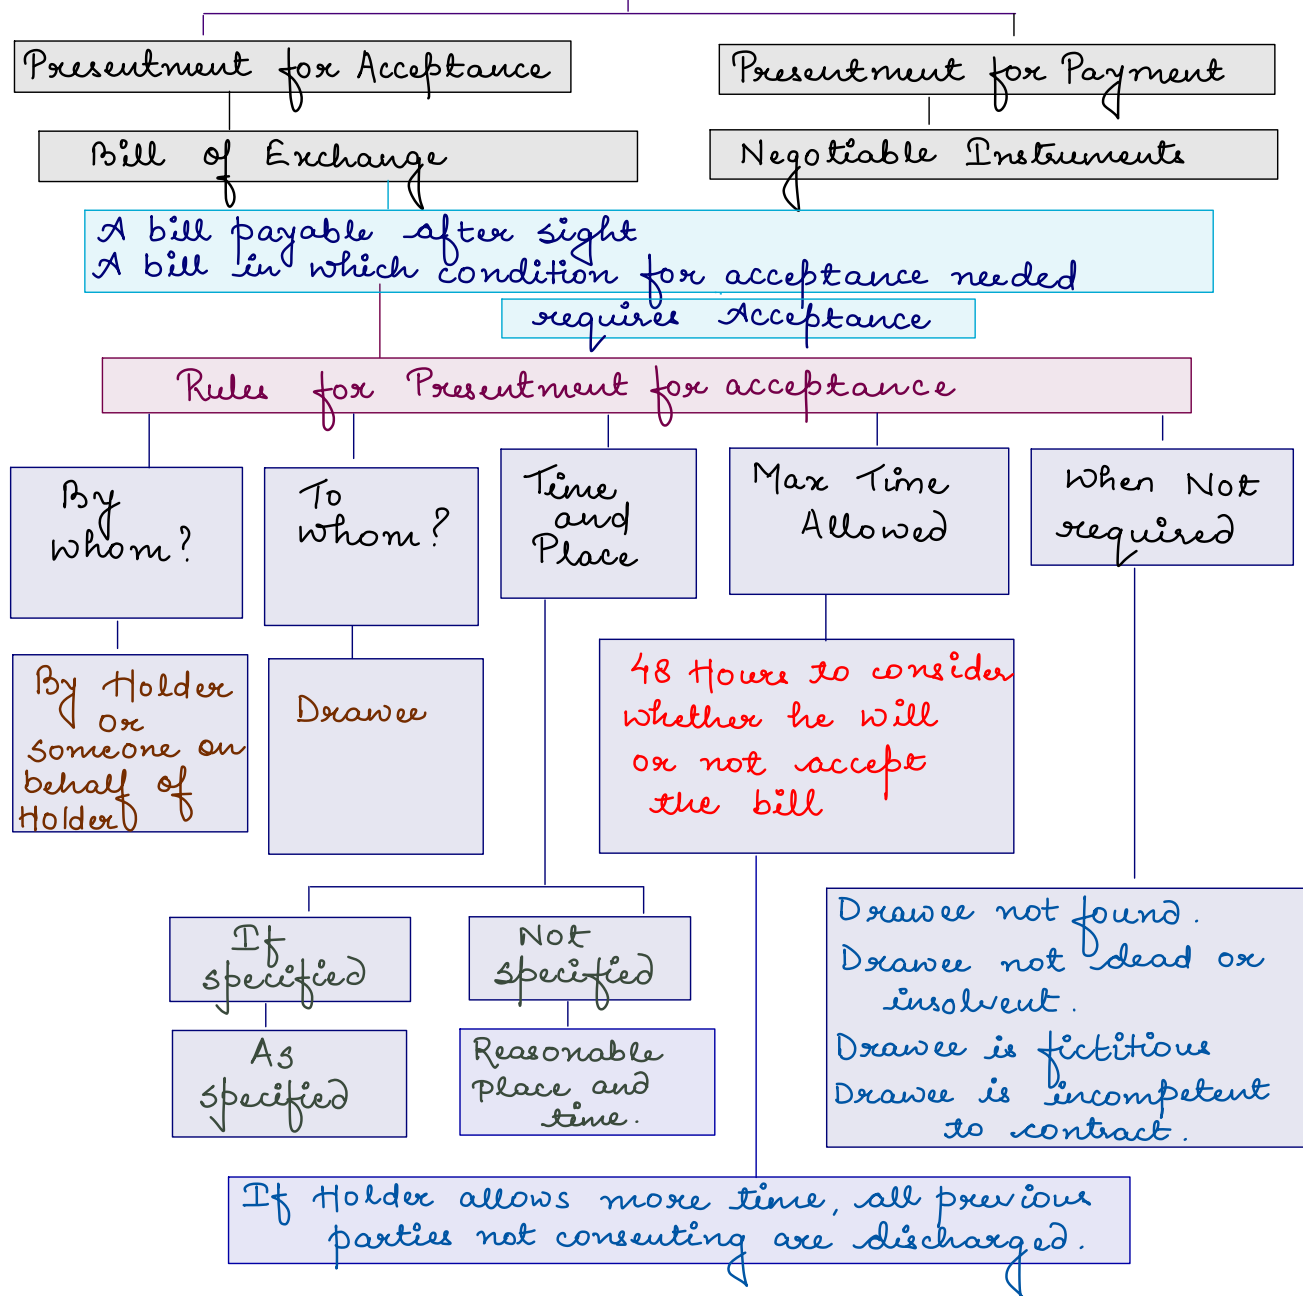 Presentment for Acceptance
Presentment for Payment
Bill of Exchange
Negotiable Instruments
A bill payable after sight
A bill in which condition for acceptance needed
requires Acceptance
Rules for Presentment for acceptance
By
whom?
To
whom?
Time
and
Place
Max Time
Allowed
When Not
required
By Holder
or
someone on
behalf of
Holder
Drawee
48 Hours to consider
whether he will
or not accept
the bill
If
specified
As
specified
Not
specified
Reasonable
place and
time.
Drawee not found.
Drawee not dead or
insolvent.
Drawee is fictitious
Drawee is incompetent
to contract.
If Holder allows more time, all previous
parties not consenting are discharged.